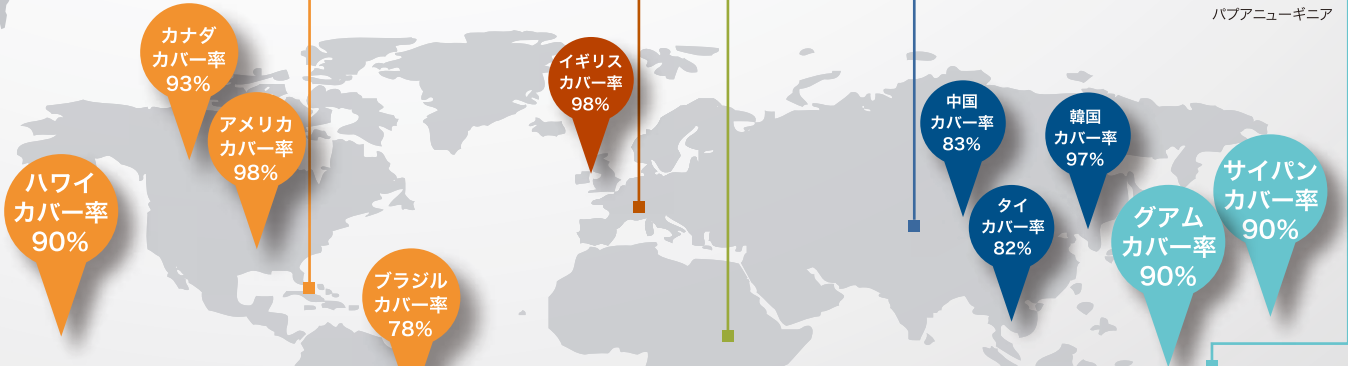 パプアニューギニア
カナダ
カバー率
93%
アメリカ
カバー率
98%
ハワイ
カバー率
90%
ブラジル
カバー率
78%
イギリス
カバー率
98%
中国
カバー率
83%
韓国
カバー率
97%
タイ
カバー率
82%
グアム
カバー率
90%
サイパン
カバー率
90%